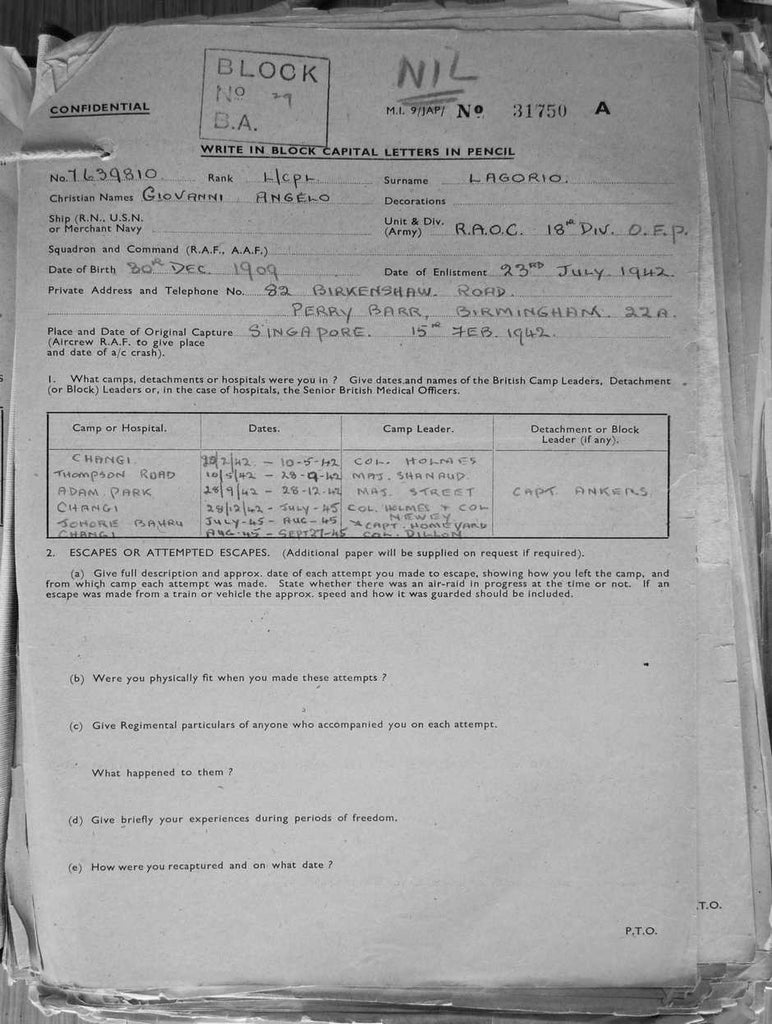 BLOCK
No 29
B.A.
NIL
CONFIDENTIAL
M.I. 9/JAP/ No 31750 A
WRITE IN BLOCK CAPITAL LETTERS IN PENCIL
No. 7639810 Rank L/CPL Surname LAGORIO.
Christian Names GIOVANNI ANGELO Decorations
Ship (R.N., U.S.N. or Merchant Navy
Unit & Div. (Army) R.A.O.C. 18TH DIV. O.F.P.
Squadron and Command (R.A.F., A.A.F.)
Date of Birth 30TH DEC. 1909 Date of Enlistment 23RD JULY. 1942.
Private Address and Telephone No. 82 BIRKENSHAW ROAD.
PERRY BARR, BIRMINGHAM. 22A.
Place and Date of Original Capture SINGAPORE. 15TH FEB. 1942.
(Aircrew R.A.F. to give place
and date of a/c crash).
1. What camps, detachments or hospitals were you in ? Give dates and names of the British Camp Leaders, Detachment
(or Block) Leaders or, in the case of hospitals, the Senior British Medical Officers.
Camp or Hospital. Dates. Camp Leader. Detachment or Block Leader (if any).
CHANGI /2/42 - 10-5-42 COL. HOLMES
THOMPSON ROAD 10/5/42 - 28-9-42 MAJ. SHANAUD.
ADAM PARK 28/9/42 - 28-12-42 MAJ. STREET CAPT. ANKERS.
CHANGI 28/12/42 - JULY-45 COL. HOLMES & COL NEWEY
JOHORE BAHRU JULY-45 - AUG-45 CAPT. HOMEYARD
CHANGI AUG-45 - SEPT 27-45 COL. DILLON
2. ESCAPES OR ATTEMPTED ESCAPES. (Additional paper will be supplied on request if required).
(a) Give full description and approx. date of each attempt you made to escape, showing how you left the camp, and
from which camp each attempt was made. State whether there was an air-raid in progress at the time or not. If an
escape was made from a train or vehicle the approx. speed and how it was guarded should be included.
(b) Were you physically fit when you made these attempts ?
(c) Give Regimental particulars of anyone who accompanied you on each attempt.
What happened to them ?
(d) Give briefly your experiences during periods of freedom.
(e) How were you recaptured and on what date ?
.T.O.
P.T.O.